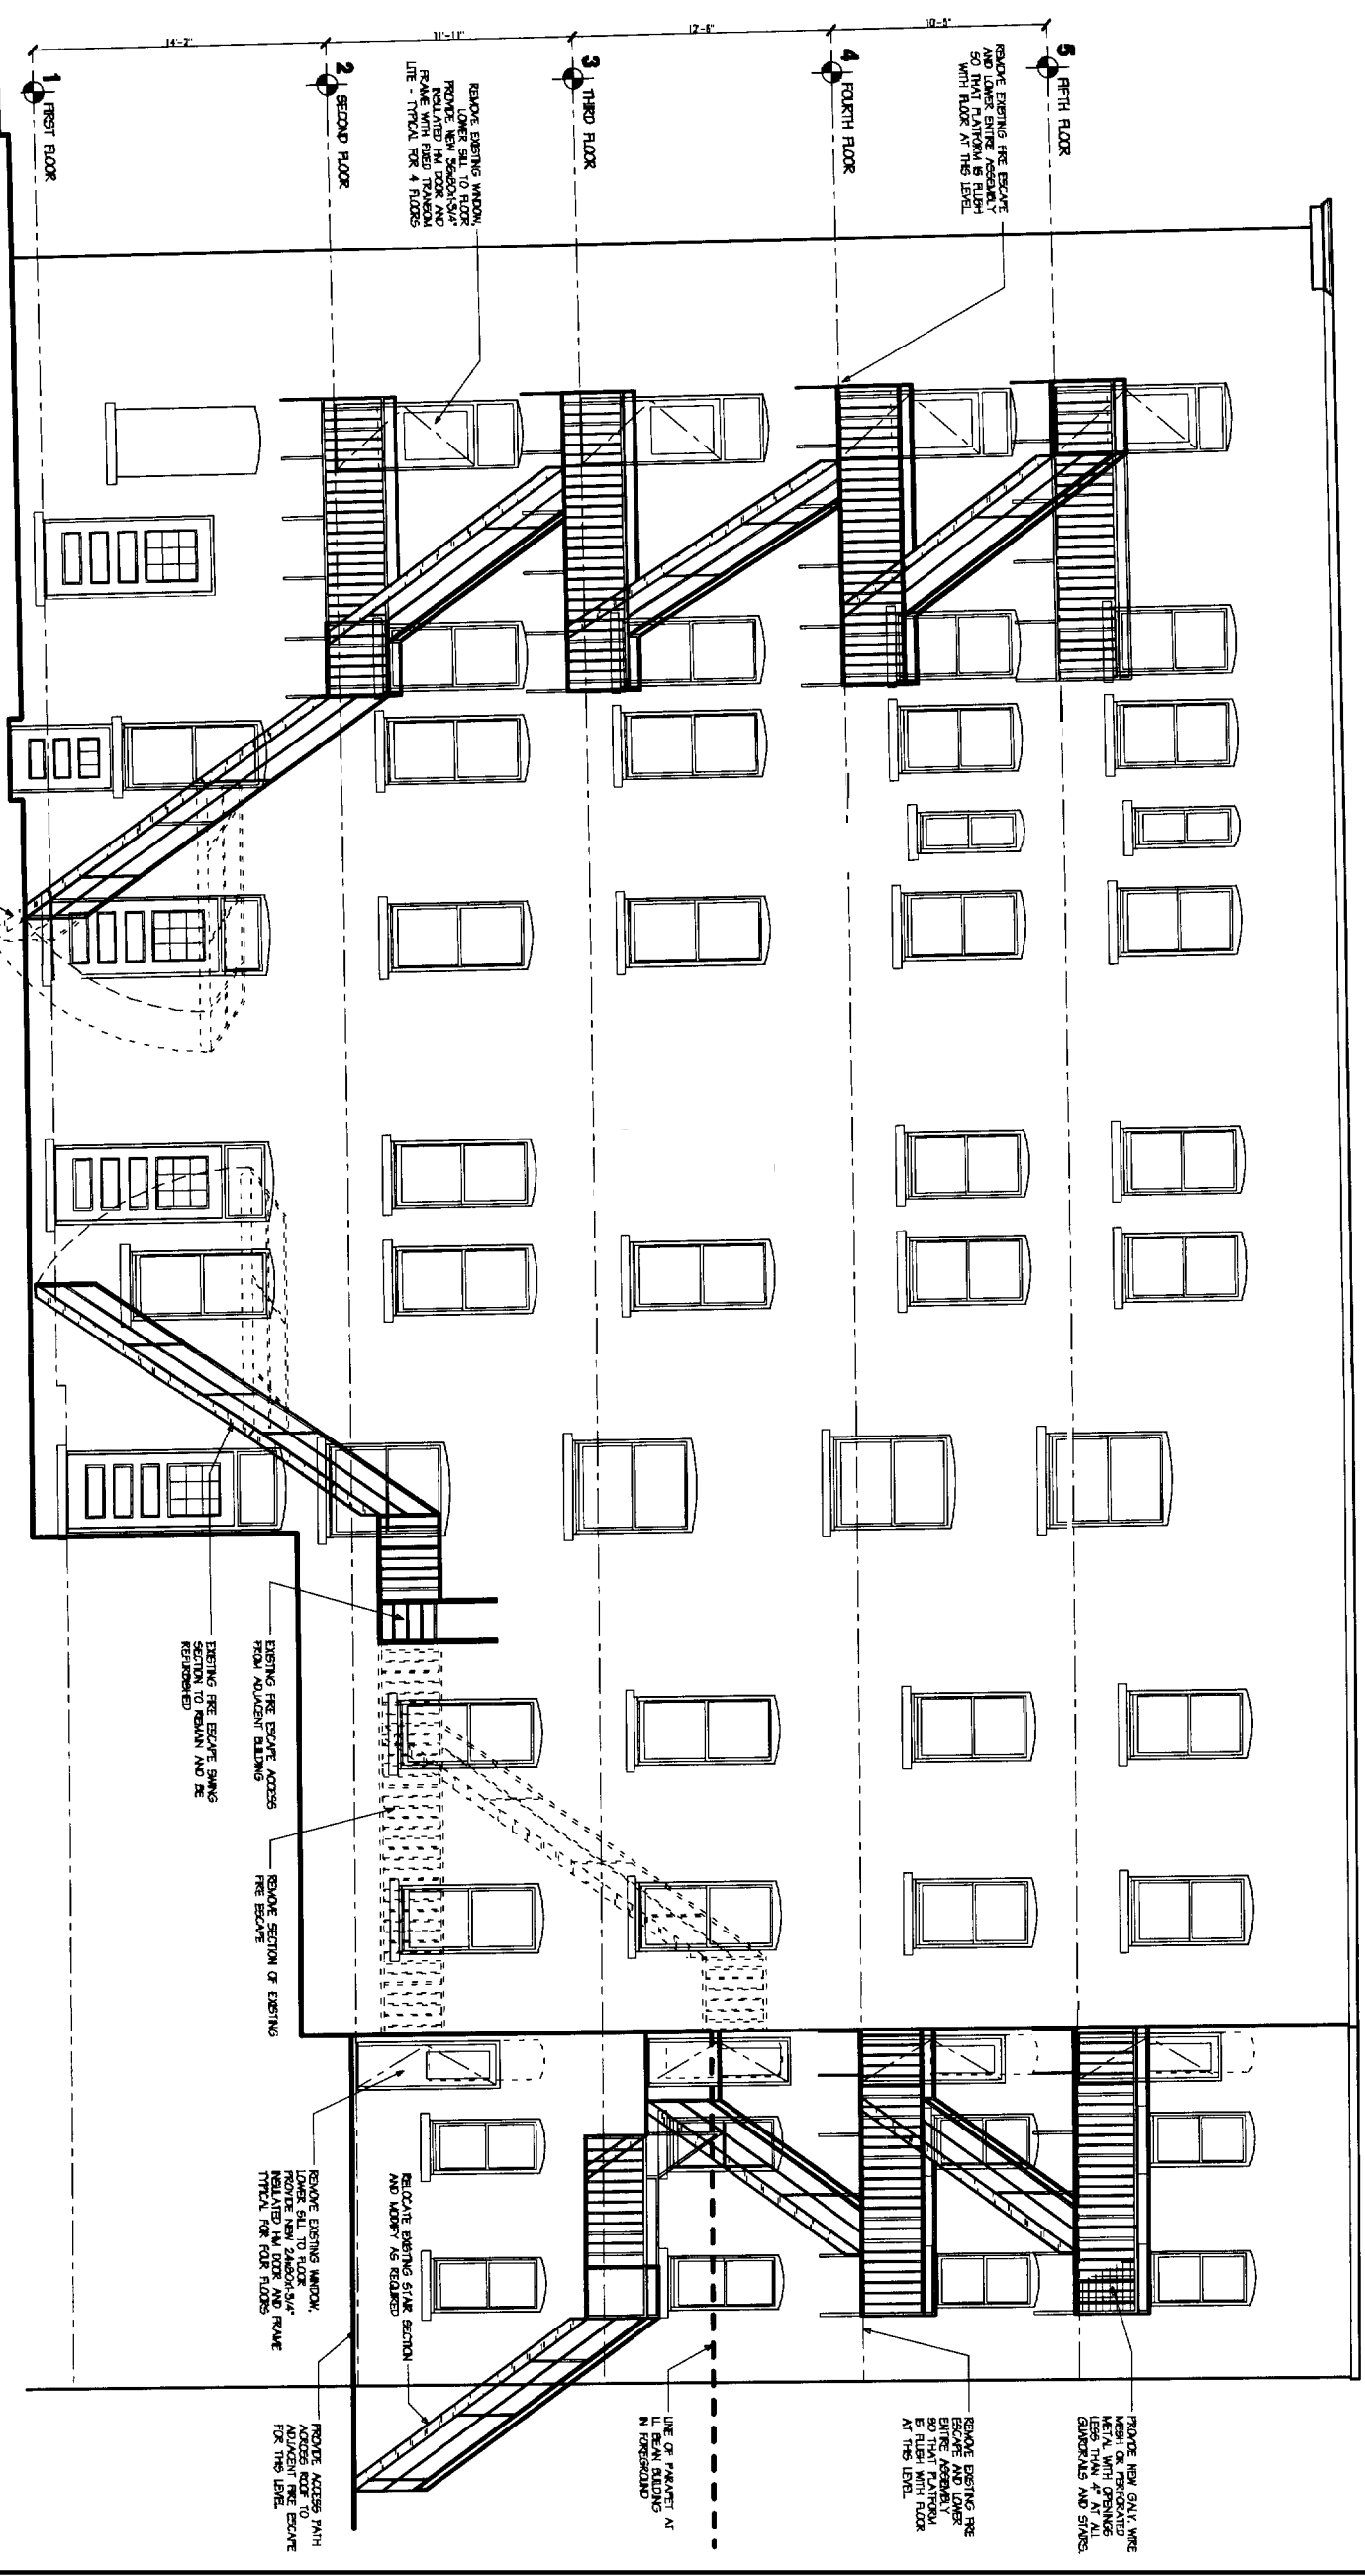 5 FIFTH FLOOR
4 FOURTH FLOOR
3 THIRD FLOOR
2 SECOND FLOOR
1 FIRST FLOOR
10'-5"
12'-6"
11'-11"
14'-2"
REMOVE EXISTING FIRE ESCAPE
AND LOWER ENTIRE ASSEMBLY
SO THAT PLATFORM IS FLUSH
WITH FLOOR AT THIS LEVEL
REMOVE EXISTING WINDOW,
LOWER SILL TO FLOOR
PROVIDE NEW 36x80x1-3/4"
INSULATED HM DOOR AND
FRAME WITH FIXED TRANSOM
LITE - TYPICAL FOR 4 FLOORS
EXISTING FIRE ESCAPE ACCESS
FROM ADJACENT BUILDING
EXISTING FIRE ESCAPE SWING
SECTION TO REMAIN AND BE
REFURBISHED
REMOVE SECTION OF EXISTING
FIRE ESCAPE
RELOCATE EXISTING STAIR SECTION
AND MODIFY AS REQUIRED
REMOVE EXISTING WINDOW,
LOWER SILL TO FLOOR
PROVIDE NEW 24x80x1-3/4"
INSULATED HM DOOR AND FRAME
TYPICAL FOR FOUR FLOORS
PROVIDE NEW GALV. WIRE
MESH OR PERFORATED
METAL WITH OPENINGS
LESS THAN 4" AT ALL
GUARDRAILS AND STAIRS.
REMOVE EXISTING FIRE
ESCAPE AND LOWER
ENTIRE ASSEMBLY
SO THAT PLATFORM
IS FLUSH WITH FLOOR
AT THIS LEVEL
LINE OF PARAPET AT
LL BEAN BUILDING
IN FOREGROUND
PROVIDE ACCESS PATH
ACROSS ROOF TO
ADJACENT FIRE ESCAPE
FOR THIS LEVEL